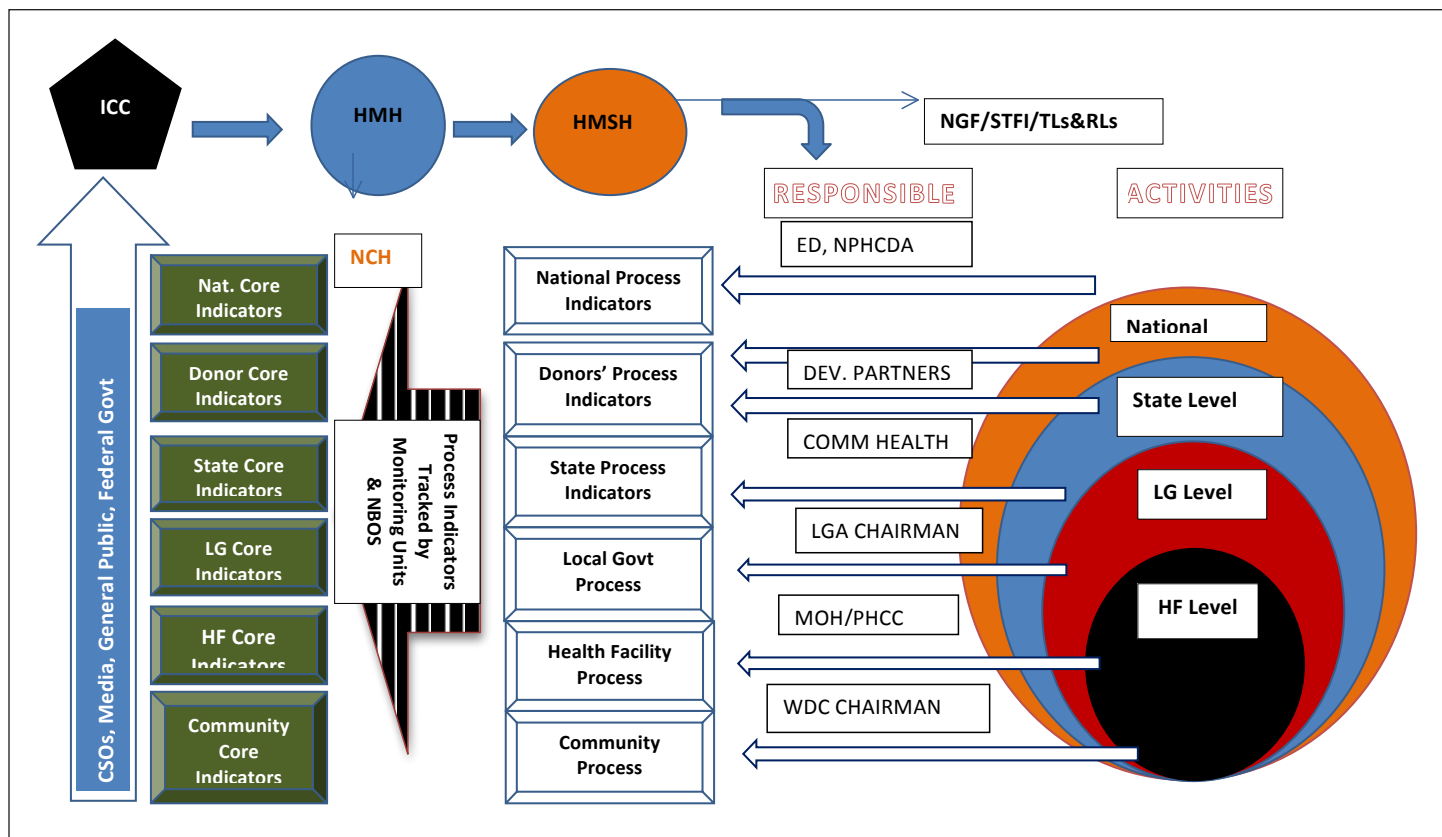 ICC
HMH
HMSH
NGF/STFI/TLs&RLs
RESPONSIBLE
ACTIVITIES
ED, NPHCDA
NCH
CSOs, Media, General Public, Federal Govt
Nat. Core
Indicators
Donor Core
Indicators
State Core
Indicators
LG Core
Indicators
HF Core
Indicators
Community
Core
Indicators
Process Indicators
Tracked by
Monitoring Units
& NBOS
National Process
Indicators
Donors’ Process
Indicators
State Process
Indicators
Local Govt
Process
Health Facility
Process
Community
Process
DEV. PARTNERS
COMM HEALTH
LGA CHAIRMAN
MOH/PHCC
WDC CHAIRMAN
National
State Level
LG Level
HF Level